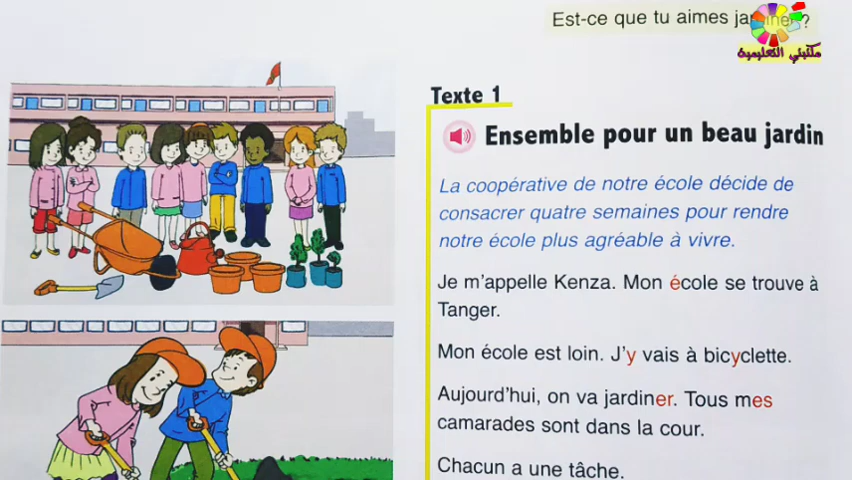 Est-ce que tu aimes jardiner ?
مكتبتي التعليمية
Texte 1
Ensemble pour un beau jardin
La coopérative de notre école décide de
consacrer quatre semaines pour rendre
notre école plus agréable à vivre.
Je m'appelle Kenza. Mon école se trouve à
Tanger.
Mon école est loin. J'y vais à bicyclette.
Aujourd'hui, on va jardiner. Tous mes
camarades sont dans la cour.
Chacun a une tâche.